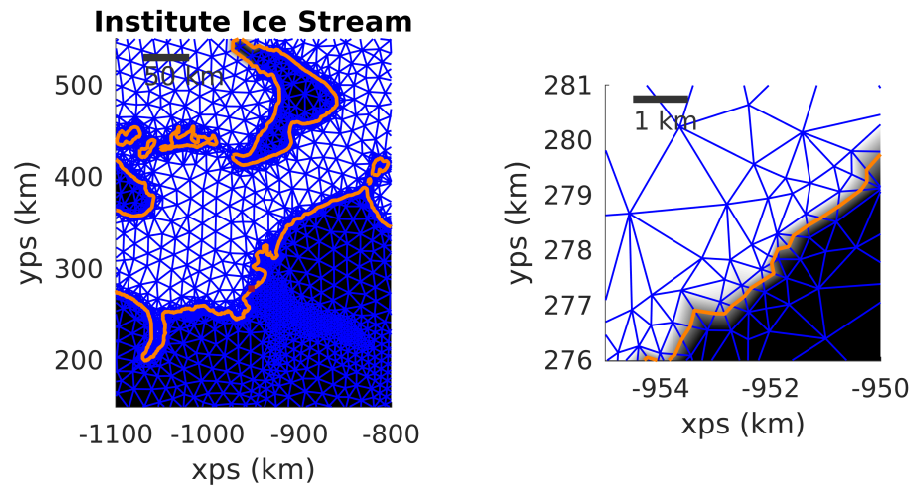 Institute Ice Stream
50 km
500
400
300
200
yps (km)
-1100 -1000 -900 -800
xps (km)
1 km
281
280
279
278
277
276
yps (km)
-954 -952 -950
xps (km)